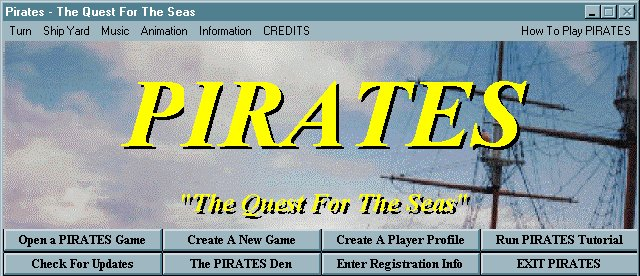 Pirates - The Quest For The Seas
Turn Ship Yard Music Animation Information CREDITS How To Play PIRATES
PIRATES
"The Quest For The Seas"
Open a PIRATES Game Create A New Game Create A Player Profile Run PIRATES Tutorial
Check For Updates The PIRATES Den Enter Registration Info EXIT PIRATES